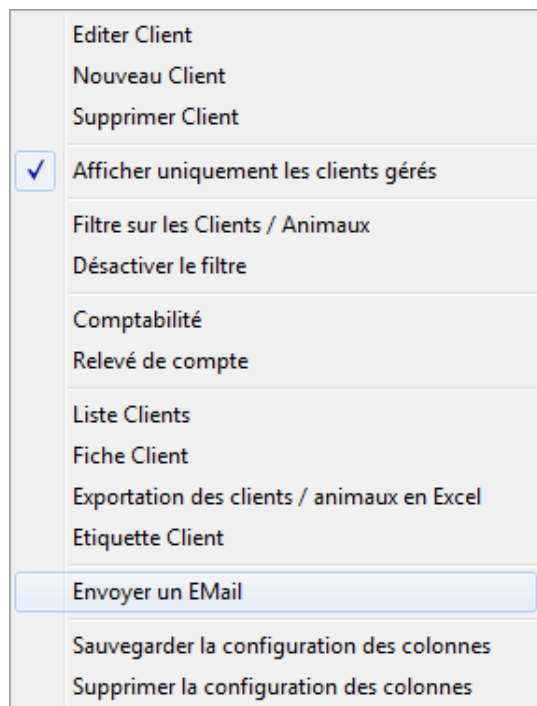 Editer Client
Nouveau Client
Supprimer Client
Afficher uniquement les clients gérés
Filtre sur les Clients / Animaux
Désactiver le filtre
Comptabilité
Relevé de compte
Liste Clients
Fiche Client
Exportation des clients / animaux en Excel
Etiquette Client
Envoyer un EMail
Sauvegarder la configuration des colonnes
Supprimer la configuration des colonnes